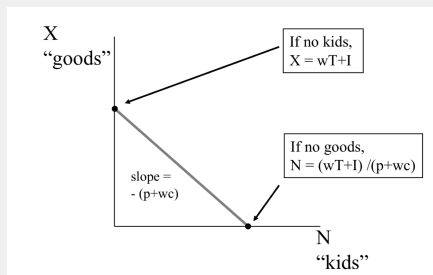 X
“goods”
If no kids,
X = wT+I
If no goods,
N = (wT+I) /(p+wc)
slope =
- (p+wc)
N
“kids”